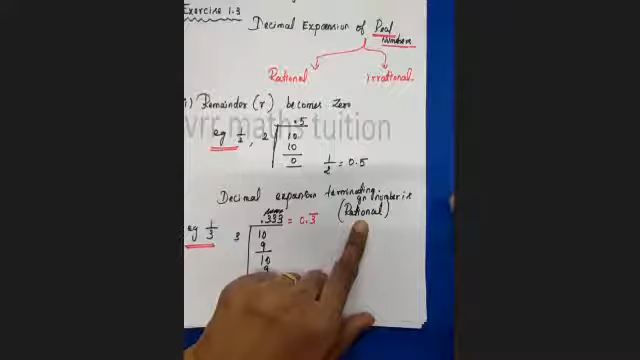 Exercise 1.3
Decimal Expansion of Real
Numbers
Rational irrational.
i) Remainder (r) becomes zero
vrr maths tuition
eg 1/2, 2 .5
10
10
0 1/2 = 0.5
Decimal expansion terminating
number is
(Rational)
eg 1/3 3 .333 = 0.3̅
10
9
10
9